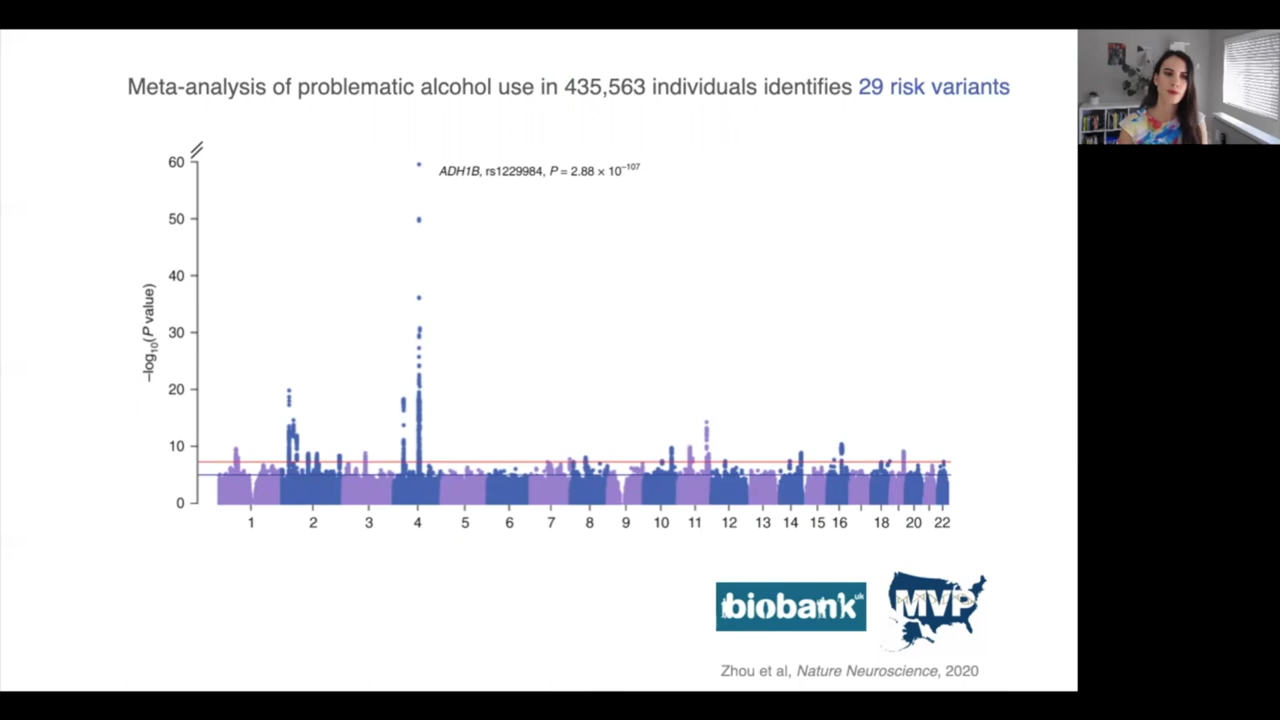 Meta-analysis of problematic alcohol use in 435,563 individuals identifies 29 risk variants
60
ADH1B, rs1229984, P = 2.88 × 10⁻¹⁰⁷
50
40
–log₁₀(P value)
30
20
10
5
0
1 2 3 4 5 6 7 8 9 10 11 12 13 14 15 16 18 20 22
biobank uk
MVP
Zhou et al, Nature Neuroscience, 2020